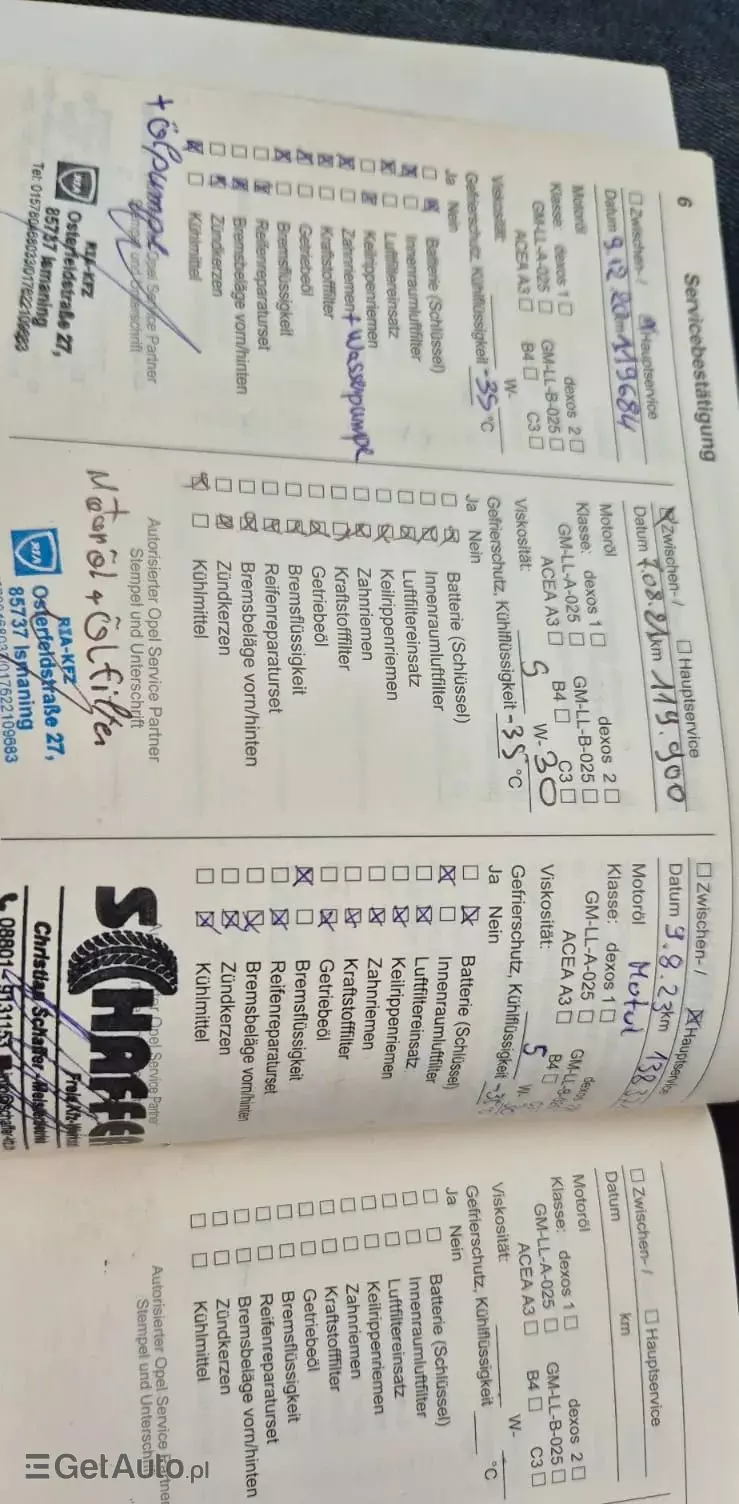 6
Servicebestätigung
Zwischen-/ Hauptservice
Datum 9.12.20 km 119684
Motoröl
Klasse: dexos 1 dexos 2
GM-LL-A-025 GM-LL-B-025
ACEA A3 B4 C3
Viskosität: W-
Gefrierschutz, Kühlflüssigkeit -35 °C
Ja Nein
Batterie (Schlüssel)
Innenraumluftfilter
Luftfiltereinsatz
Keilrippenriemen
Zahnriemen + Wasserpumpe
Kraftstofffilter
Getriebeöl
Bremsflüssigkeit
Reifenreparaturset
Bremsbeläge vorn/hinten
Zündkerzen
Kühlmittel
Opel Service Partner
und Unterschrift
+ Ölpumpe
RIA-KFZ
Osterfeldstraße 27,
85737 Ismaning
Zwischen-/ Hauptservice
Datum 7.08.21 km 119.900
Motoröl
Klasse: dexos 1 dexos 2
GM-LL-A-025 GM-LL-B-025
ACEA A3 B4 C3
Viskosität: 5 W- 30
Gefrierschutz, Kühlflüssigkeit -35 °C
Ja Nein
Batterie (Schlüssel)
Innenraumluftfilter
Luftfiltereinsatz
Keilrippenriemen
Zahnriemen
Kraftstofffilter
Getriebeöl
Bremsflüssigkeit
Reifenreparaturset
Bremsbeläge vorn/hinten
Zündkerzen
Kühlmittel
Autorisierter Opel Service Partner
Stempel und Unterschrift
Motoröl + Ölfilter
RIA
RIA-KFZ
Osterfeldstraße 27,
85737 Ismaning
Zwischen-/ Hauptservice
Datum 9.8.23 km
Motoröl Motul
Klasse: dexos 1 dexos
GM-LL-A-025
ACEA A3 B4
Viskosität: 5 W-
Gefrierschutz, Kühlflüssigkeit
Ja Nein
Batterie (Schlüssel)
Innenraumluftfilter
Luftfiltereinsatz
Keilrippenriemen
Zahnriemen
Kraftstofffilter
Getriebeöl
Bremsflüssigkeit
Reifenreparaturset
Bremsbeläge vorn/hinten
Zündkerzen
Kühlmittel
Opel Service Partner
Christian Schaffer
Zwischen-/ Hauptservice
Datum km
Motoröl
Klasse: dexos 1 dexos 2
GM-LL-A-025 GM-LL-B-025
ACEA A3 B4 C3
Viskosität: W-
Gefrierschutz, Kühlflüssigkeit °C
Ja Nein
Batterie (Schlüssel)
Innenraumluftfilter
Luftfiltereinsatz
Keilrippenriemen
Zahnriemen
Kraftstofffilter
Getriebeöl
Bremsflüssigkeit
Reifenreparaturset
Bremsbeläge vorn/hinten
Zündkerzen
Kühlmittel
Autorisierter Opel Service Partner
Stempel und
GetAuto.pl